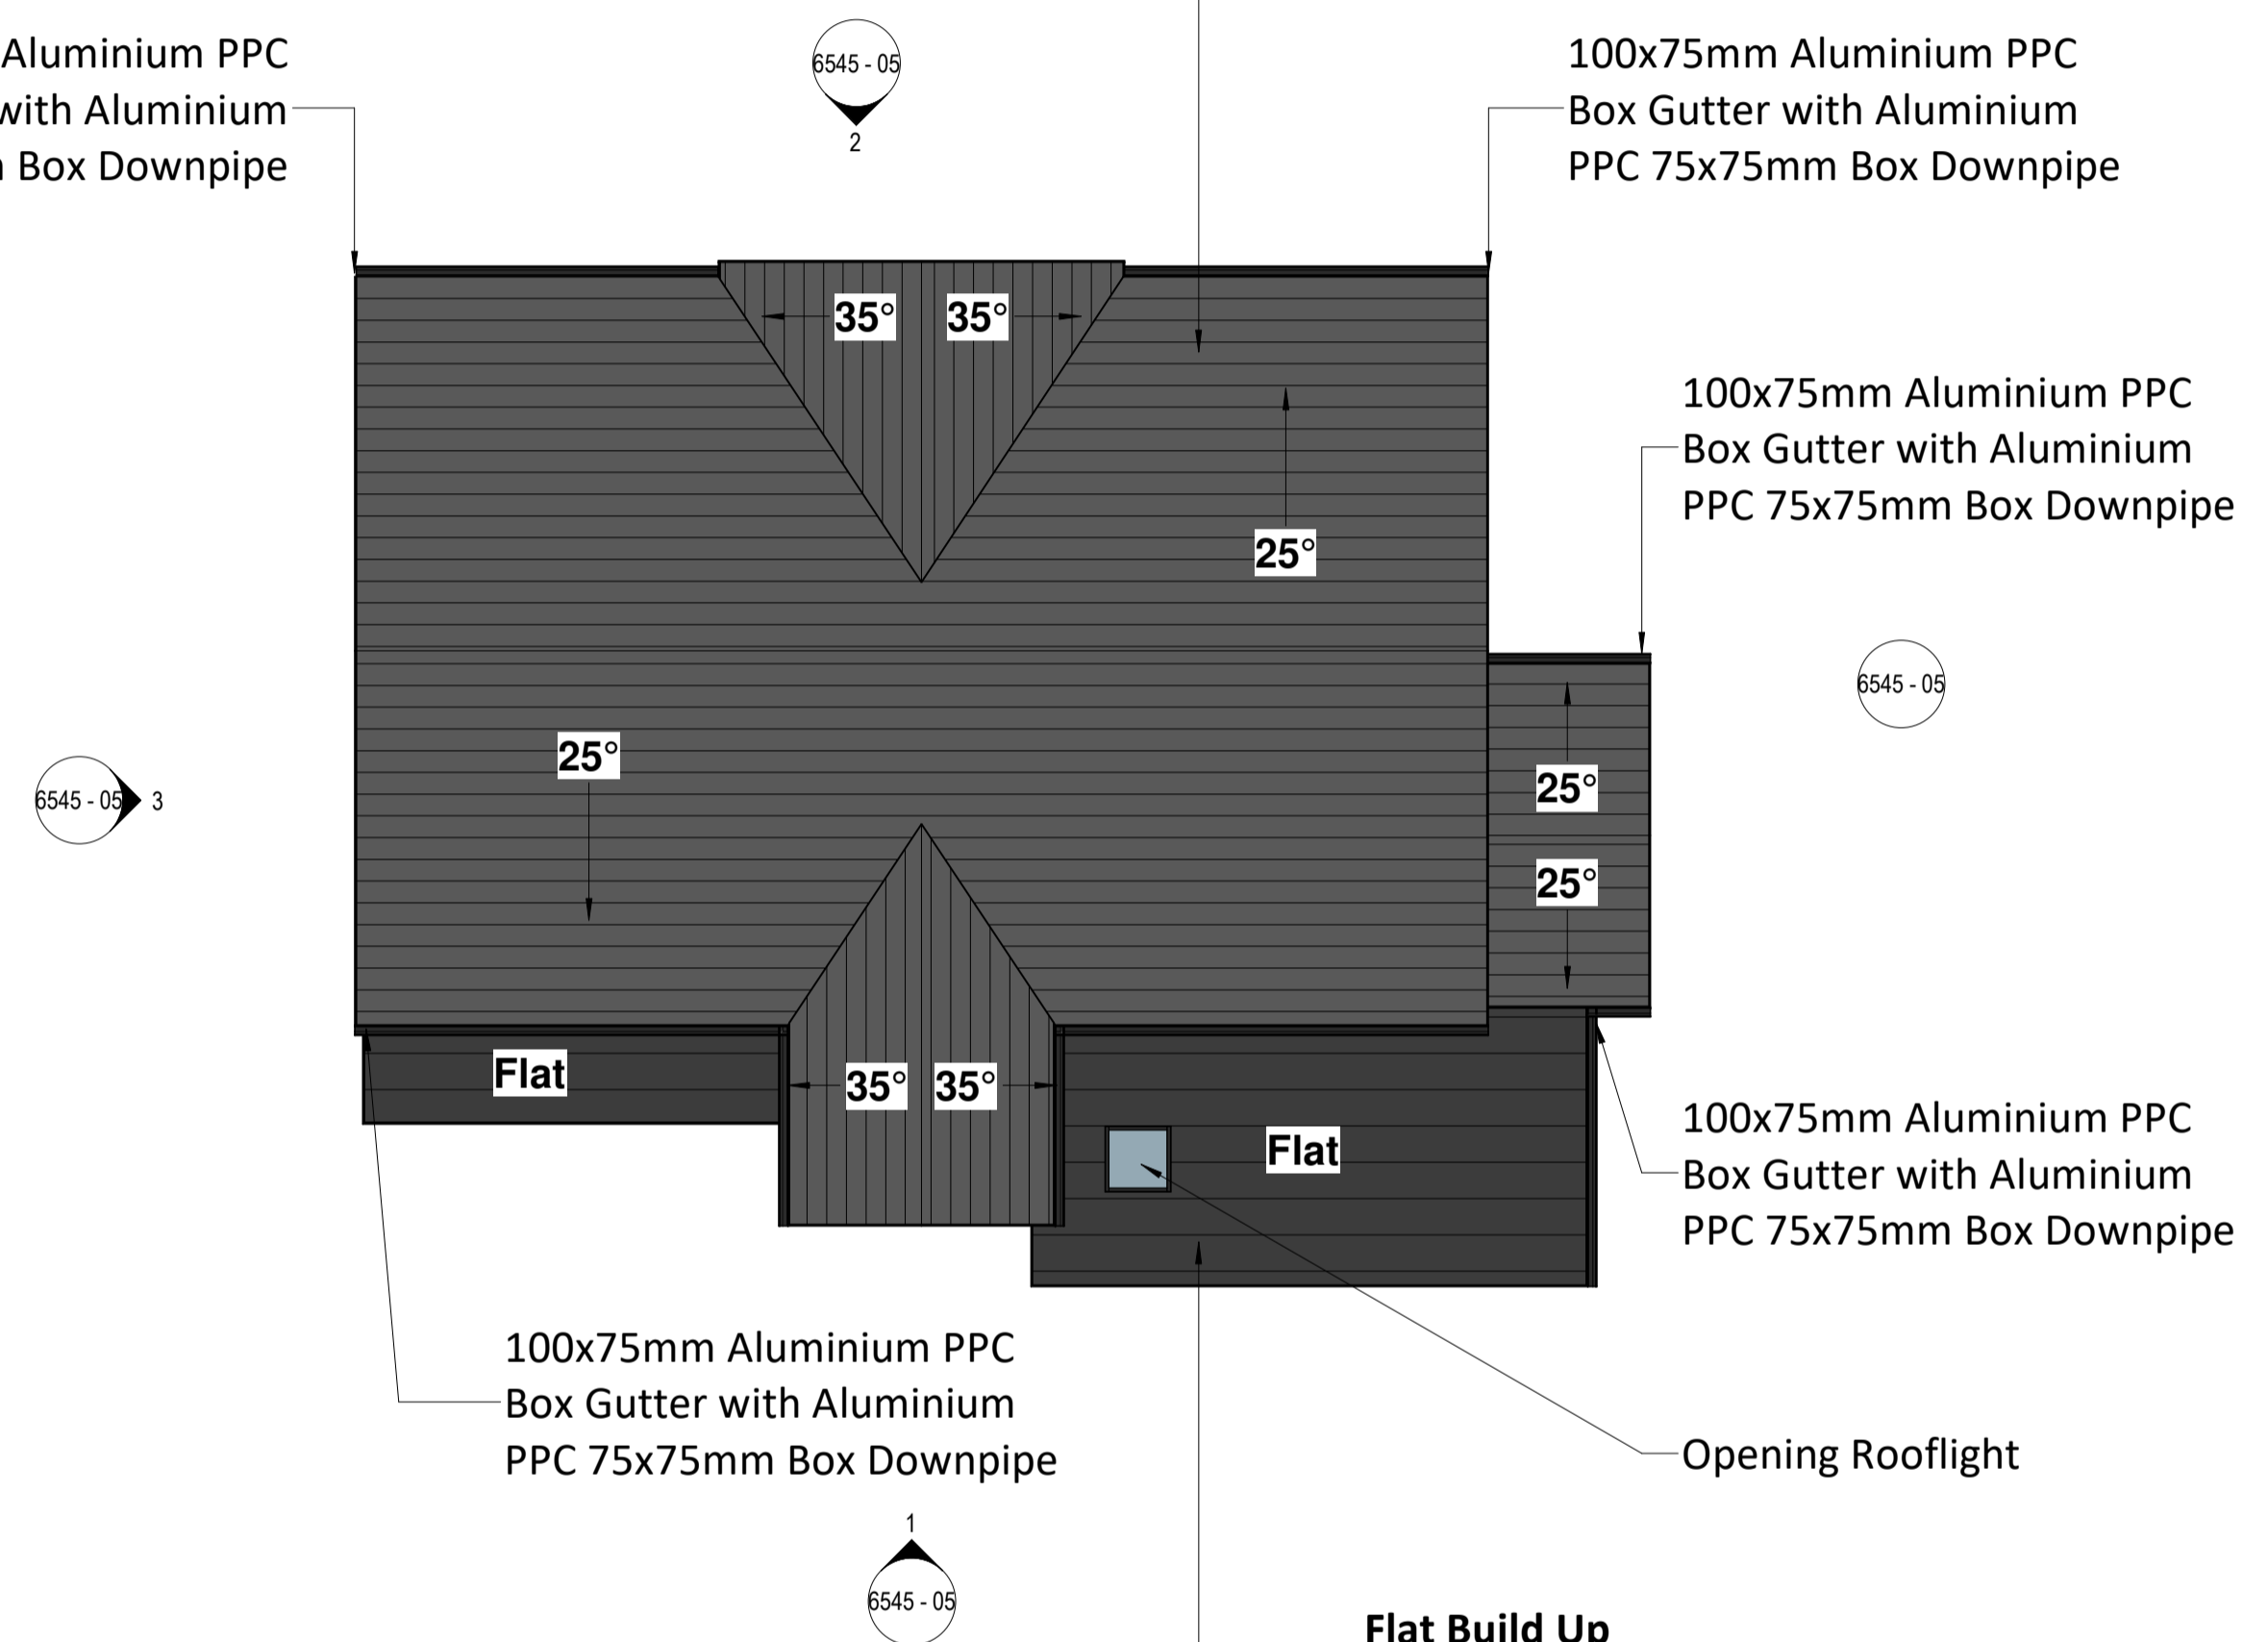 Aluminium PPC
with Aluminium
Box Downpipe
6545 - 05
2
100x75mm Aluminium PPC
Box Gutter with Aluminium
PPC 75x75mm Box Downpipe
35°
35°
25°
100x75mm Aluminium PPC
Box Gutter with Aluminium
PPC 75x75mm Box Downpipe
6545 - 05
25°
6545 - 05
3
25°
25°
Flat
35°
35°
Flat
100x75mm Aluminium PPC
Box Gutter with Aluminium
PPC 75x75mm Box Downpipe
100x75mm Aluminium PPC
Box Gutter with Aluminium
PPC 75x75mm Box Downpipe
Opening Rooflight
1
6545 - 05
Flat Build Up